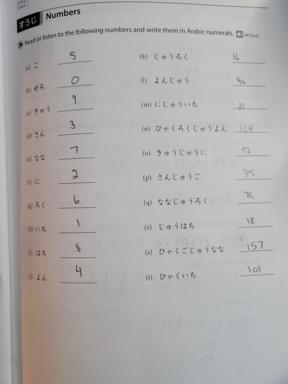 すうじ Numbers
Read or listen to the following numbers and write them in Arabic numerals.
(a) ご 5
(b) ぜろ 0
(c) きゅう 9
(d) さん 3
(e) なな 7
(f) に 2
(g) ろく 6
(h) いち 1
(i) はち 8
(j) よん 4
(k) じゅうろく 16
(l) よんじゅう 40
(m) にじゅういち 21
(n) ひゃくろくじゅうよん 164
(o) きゅうじゅうに 92
(p) さんじゅうご 35
(q) ななじゅうろく 76
(r) じゅうはち 18
(s) ひゃくごじゅうなな 157
(t) ひゃくいち 101